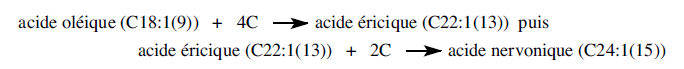 acide oléique (C18:1(9)) + 4C → acide éricique (C22:1(13)) puis
acide éricique (C22:1(13)) + 2C → acide nervonique (C24:1(15))